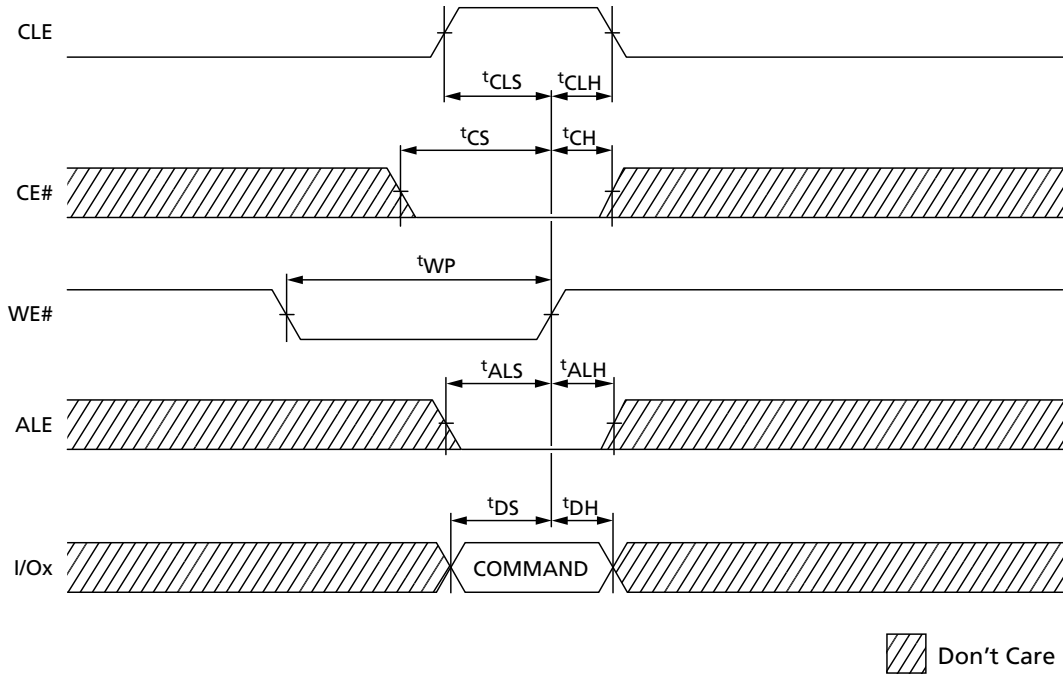 CLE
tCLS
tCLH
tCS
tCH
CE#
tWP
WE#
tALS
tALH
ALE
tDS
tDH
I/Ox
COMMAND
Don't Care